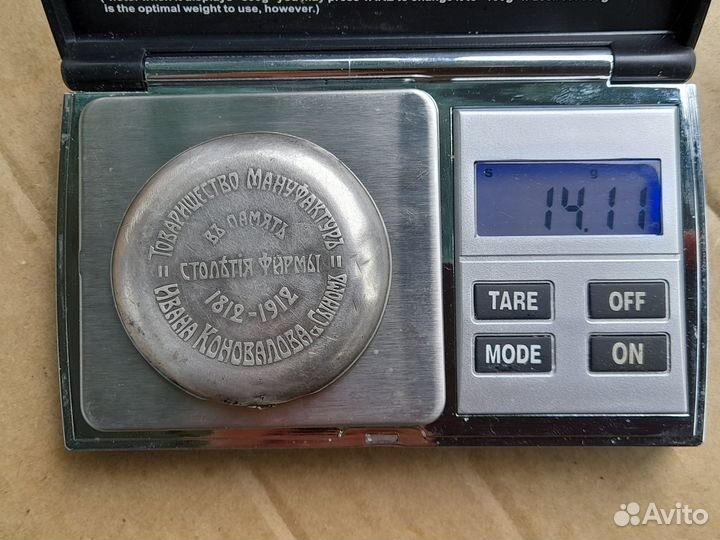 is the optimal weight to use, however.)
Товарищество Мануфактуръ
въ память
столѣтія фирмы
1812-1912
Ивана Коновалова съ Сыномъ
s g
14.11
TARE OFF
MODE ON
Avito